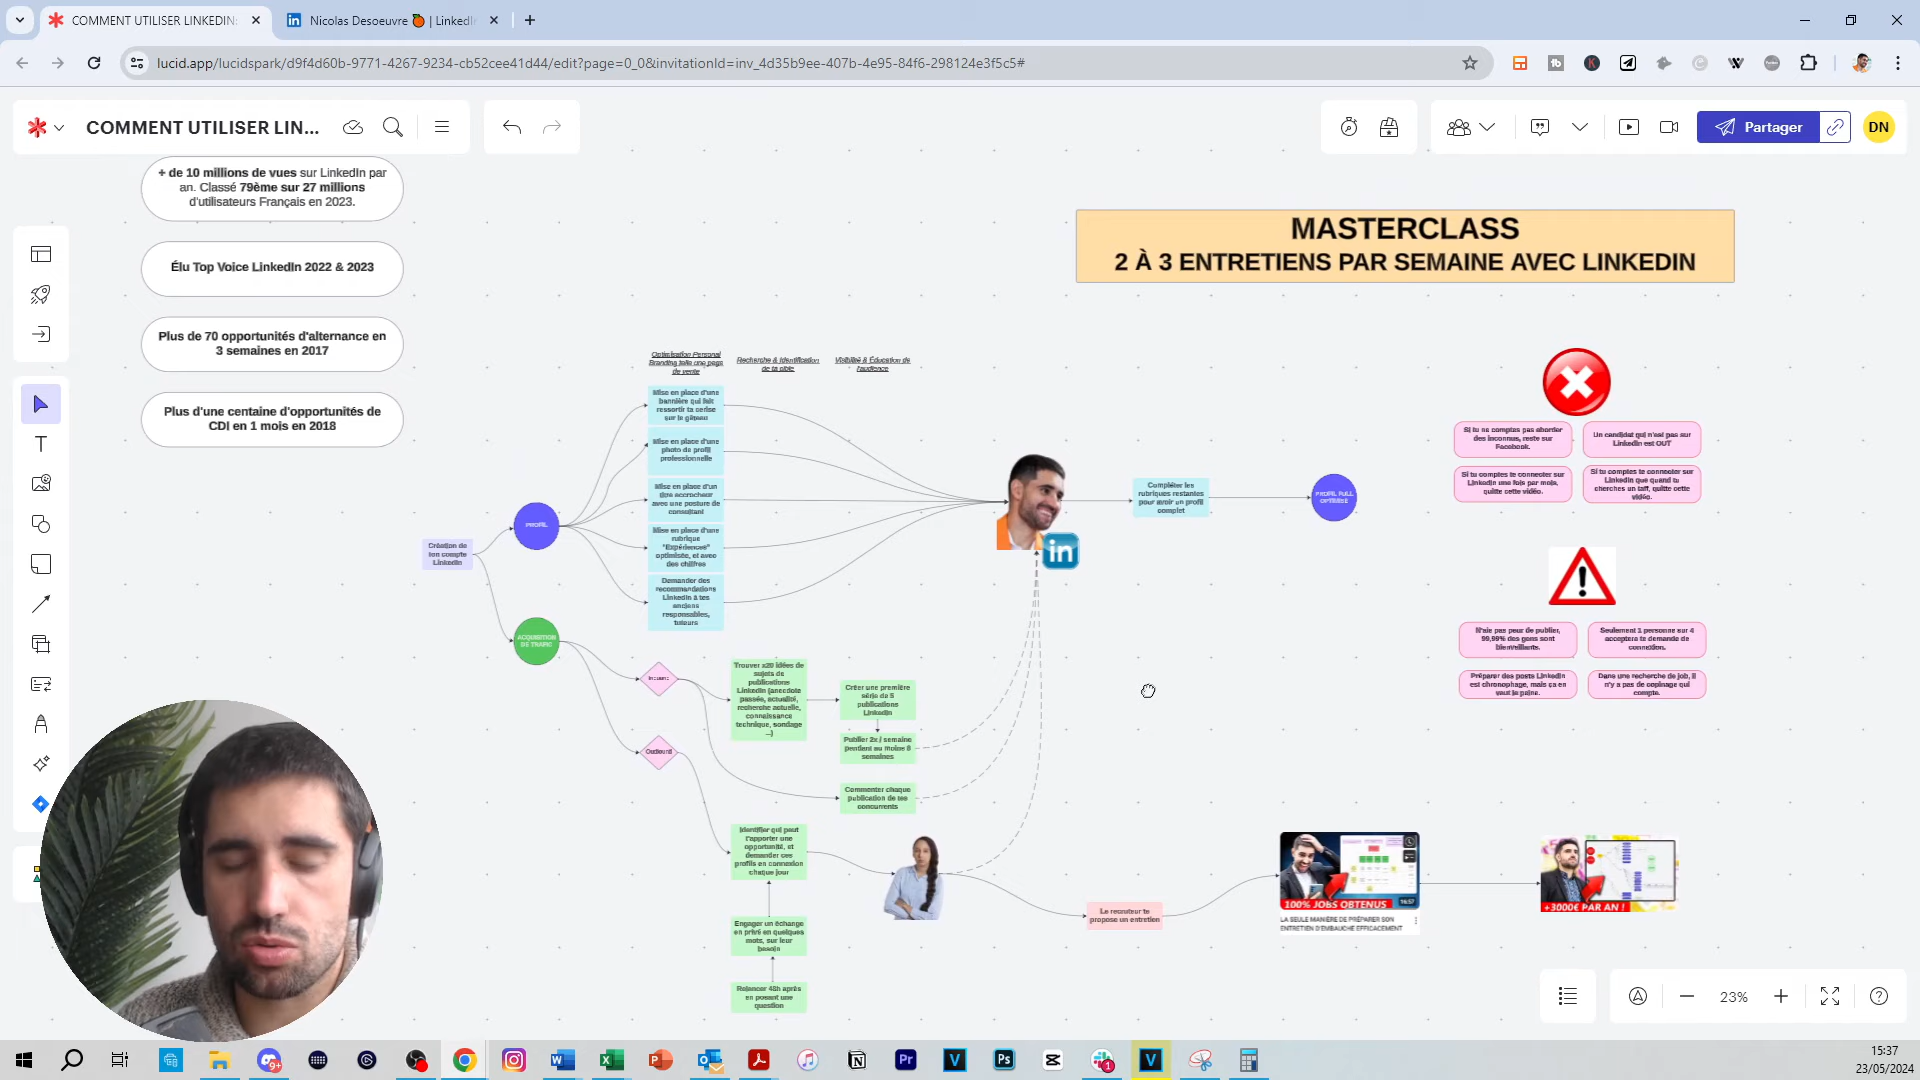 COMMENT UTILISER LINKEDIN:
Nicolas Desoeuvre 🍊 | LinkedIn
lucid.app/lucidspark/d9f4d60b-9771-4267-9234-cb52cee41d44/edit?page=0_0&invitationId=inv_4d35b9ee-407b-4e95-84f6-298124e3f5c5#
COMMENT UTILISER LIN...
Partager
DN
+ de 10 millions de vues sur LinkedIn par
an. Classé 79ème sur 27 millions
d'utilisateurs Français en 2023.
Élu Top Voice LinkedIn 2022 & 2023
Plus de 70 opportunités d'alternance en
3 semaines en 2017
Plus d'une centaine d'opportunités de
CDI en 1 mois en 2018
MASTERCLASS
2 À 3 ENTRETIENS PAR SEMAINE AVEC LINKEDIN
Optimisation Personal
Branding telle une page
de vente
Recherche & Identification
de ta cible
Visibilité & Éducation de
l'audience
Création de
ton compte
LinkedIn
PROFIL
ACQUISITION
DE TRAFIC
Mise en place d'une
bannière qui fait
ressortir ta cerise
sur le gâteau
Mise en place d'une
photo de profil
professionnelle
Mise en place d'un
titre accrocheur
avec une posture de
consultant
Mise en place d'une
rubrique
"Expériences"
optimisée, et avec
des chiffres
Demander des
recommandations
LinkedIn à tes
anciens
responsables,
tuteurs
in
Compléter les
rubriques restantes
pour avoir un profil
complet
PROFIL FULL
OPTIMISÉ
Si tu ne comptes pas aborder
des inconnus, reste sur
Facebook.
Un candidat qui n'est pas sur
LinkedIn est OUT
Si tu comptes te connecter sur
LinkedIn une fois par mois,
quitte cette vidéo.
Si tu comptes te connecter sur
LinkedIn que quand tu
cherches un taff, quitte cette
vidéo.
N'aie pas peur de publier,
99,99% des gens sont
bienveillants.
Seulement 1 personne sur 4
acceptera ta demande de
connexion.
Préparer des posts LinkedIn
est chronophage, mais ça en
vaut la peine.
Dans une recherche de job, il
n'y a pas de copinage qui
compte.
Inbound
Outbound
Trouver x20 idées de
sujets de
publications
LinkedIn (anecdote
passée, actualité,
recherche actuelle,
connaissance
technique, sondage
...)
Créer une première
série de 5
publications
LinkedIn
Publier 2x / semaine
pendant au moins 8
semaines
Commenter chaque
publication de tes
concurrents
Identifier qui peut
t'apporter une
opportunité, et
demander ces
profils en connexion
chaque jour
Engager un échange
en privé en quelques
mots, sur leur
besoin
Relancer 48h après
en posant une
question
Le recruteur te
propose un entretien
100% JOBS OBTENUS
16:57
LA SEULE MANIÈRE DE PRÉPARER SON
ENTRETIEN D'EMBAUCHE EFFICACEMENT
+3000€ PAR AN !
23%
15:37
23/05/2024